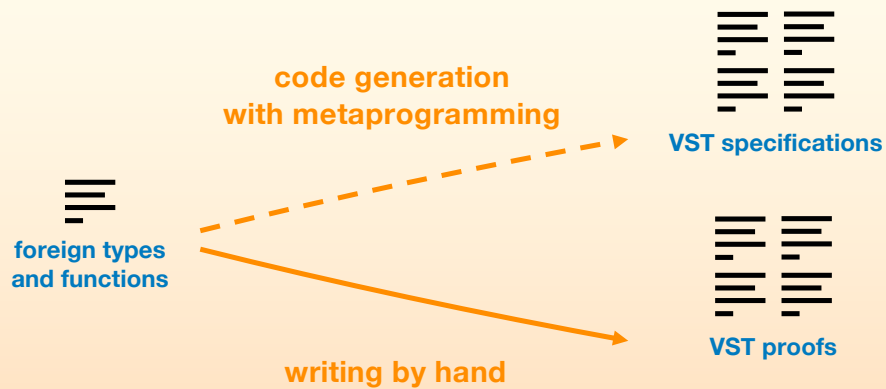 code generation
with metaprogramming
VST specifications
foreign types
and functions
VST proofs
writing by hand